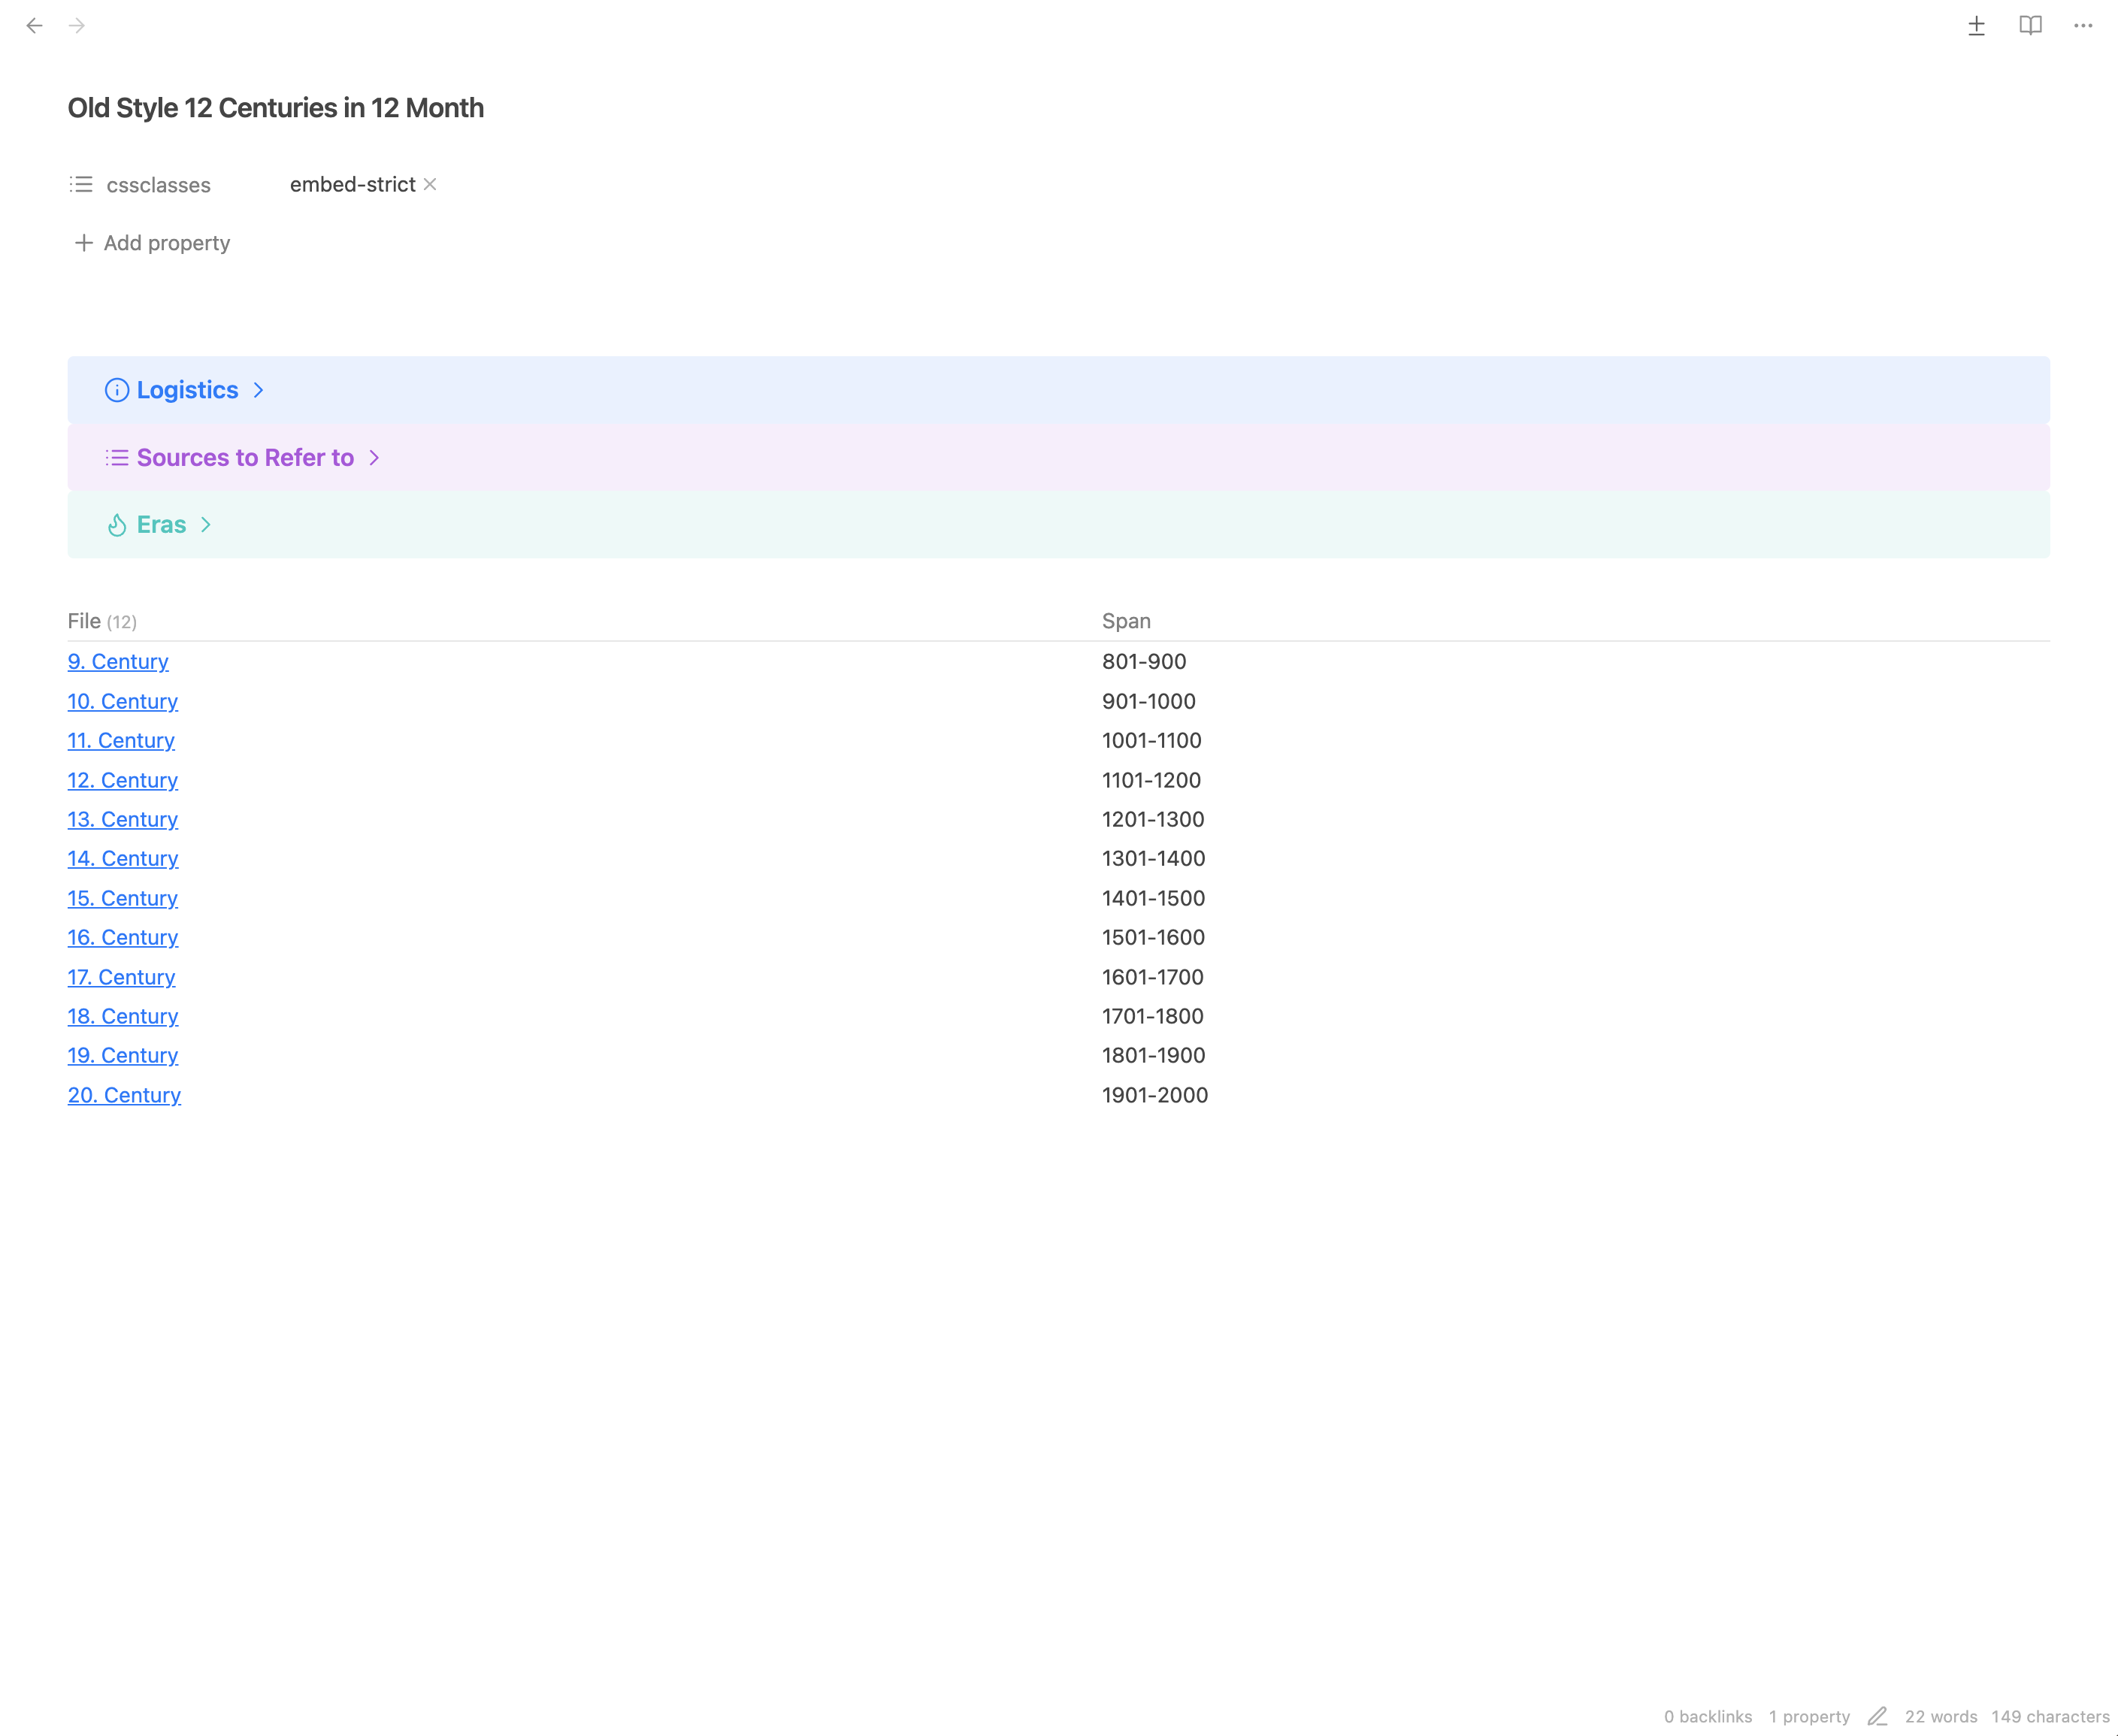 Old Style 12 Centuries in 12 Month
cssclasses embed-strict
Add property
Logistics
Sources to Refer to
Eras
File (12) Span
9. Century 801-900
10. Century 901-1000
11. Century 1001-1100
12. Century 1101-1200
13. Century 1201-1300
14. Century 1301-1400
15. Century 1401-1500
16. Century 1501-1600
17. Century 1601-1700
18. Century 1701-1800
19. Century 1801-1900
20. Century 1901-2000
0 backlinks 1 property 22 words 149 characters